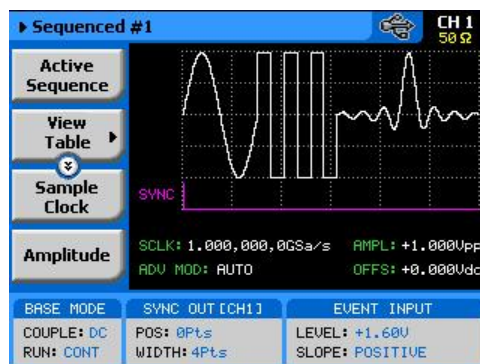 Sequenced #1
CH 1
50Ω
Active
Sequence
View
Table
Sample
Clock
Amplitude
SYNC
SCLK: 1.000,000,0GSa/s AMPL: +1.000Vpp
ADV MOD: AUTO OFFS: +0.000Vdc
BASE MODE
COUPLE: DC
RUN: CONT
SYNC OUT [CH1]
POS: 0Pts
WIDTH: 4Pts
EVENT INPUT
LEVEL: +1.60V
SLOPE: POSITIVE